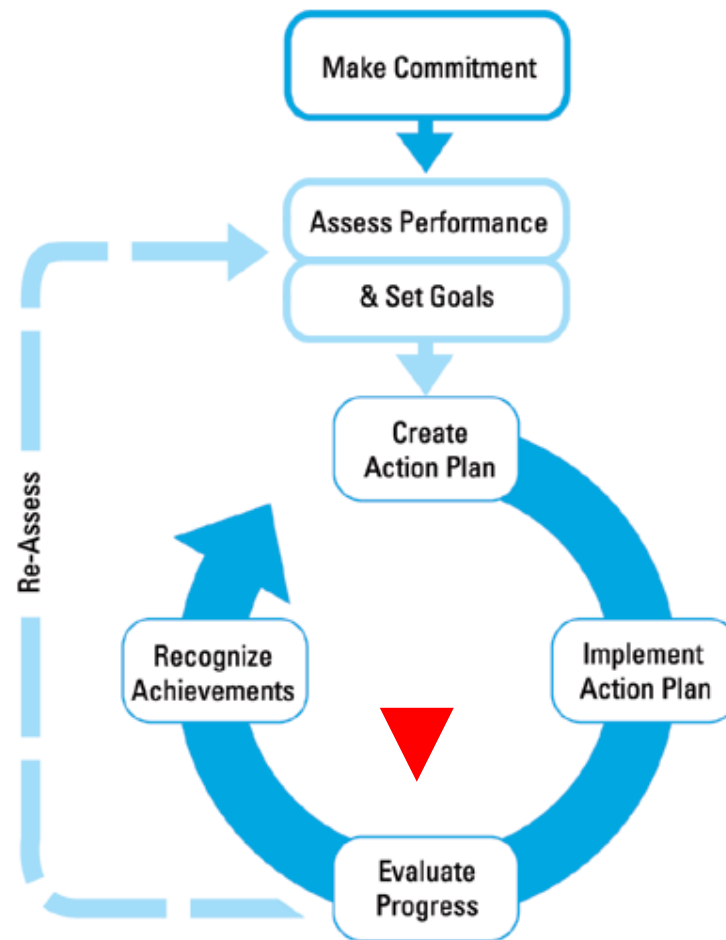 Make Commitment
Assess Performance
& Set Goals
Create
Action Plan
Implement
Action Plan
Evaluate
Progress
Recognize
Achievements
Re-Assess